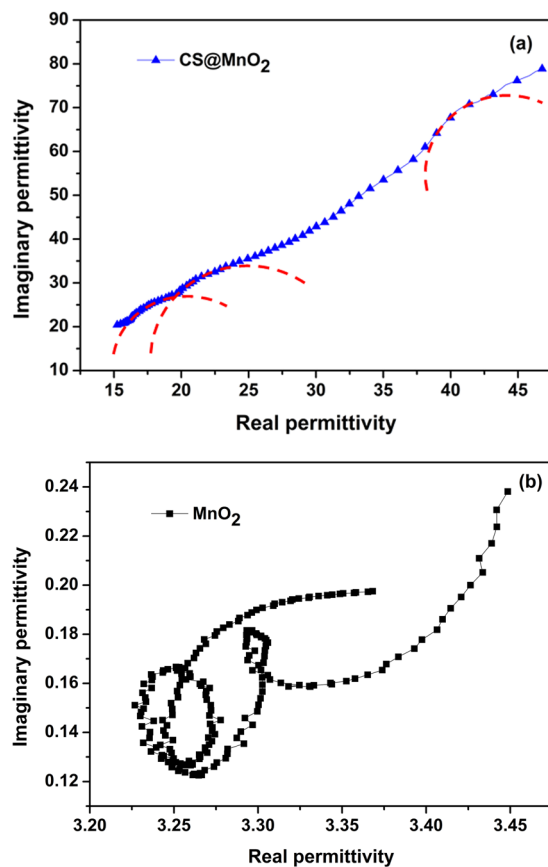 (a)
CS@MnO2
Imaginary permittivity
90
80
70
60
50
40
30
20
10
15 20 25 30 35 40 45
Real permittivity
(b)
MnO2
Imaginary permittivity
0.24
0.22
0.20
0.18
0.16
0.14
0.12
3.20 3.25 3.30 3.35 3.40 3.45
Real permittivity